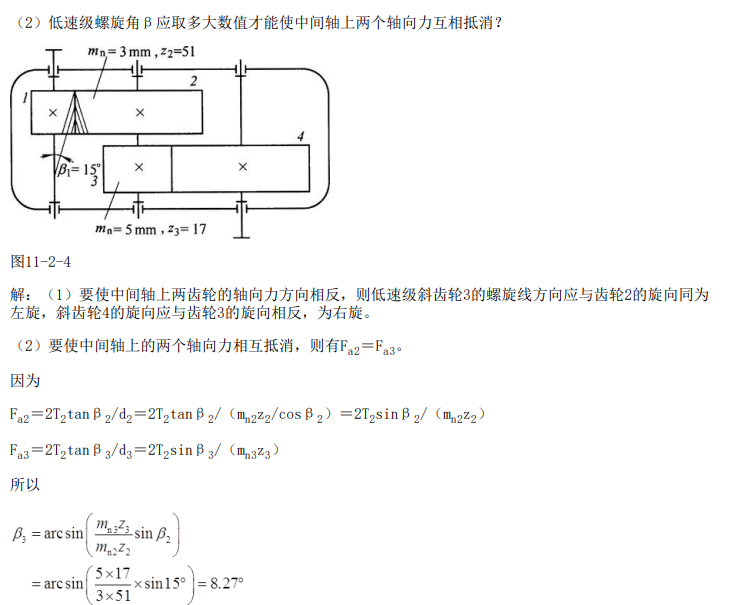 （2）低速级螺旋角β应取多大数值才能使中间轴上两个轴向力互相抵消？
mn=3 mm , z2=51
1
2
β1=15°
3
4
mn=5 mm , z3=17
图11-2-4
解：（1）要使中间轴上两齿轮的轴向力方向相反，则低速级斜齿轮3的螺旋线方向应与齿轮2的旋向同为
左旋，斜齿轮4的旋向应与齿轮3的旋向相反，为右旋。
（2）要使中间轴上的两个轴向力相互抵消，则有Fa2＝Fa3。
因为
Fa2＝2T2tanβ2/d2＝2T2tanβ2/（mn2z2/cosβ2）＝2T2sinβ2/（mn2z2）
Fa3＝2T2tanβ3/d3＝2T2sinβ3/（mn3z3）
所以
β3 = arcsin(mn3z3/mn2z2 sin β2)
= arcsin(5×17/3×51 × sin15°) = 8.27°